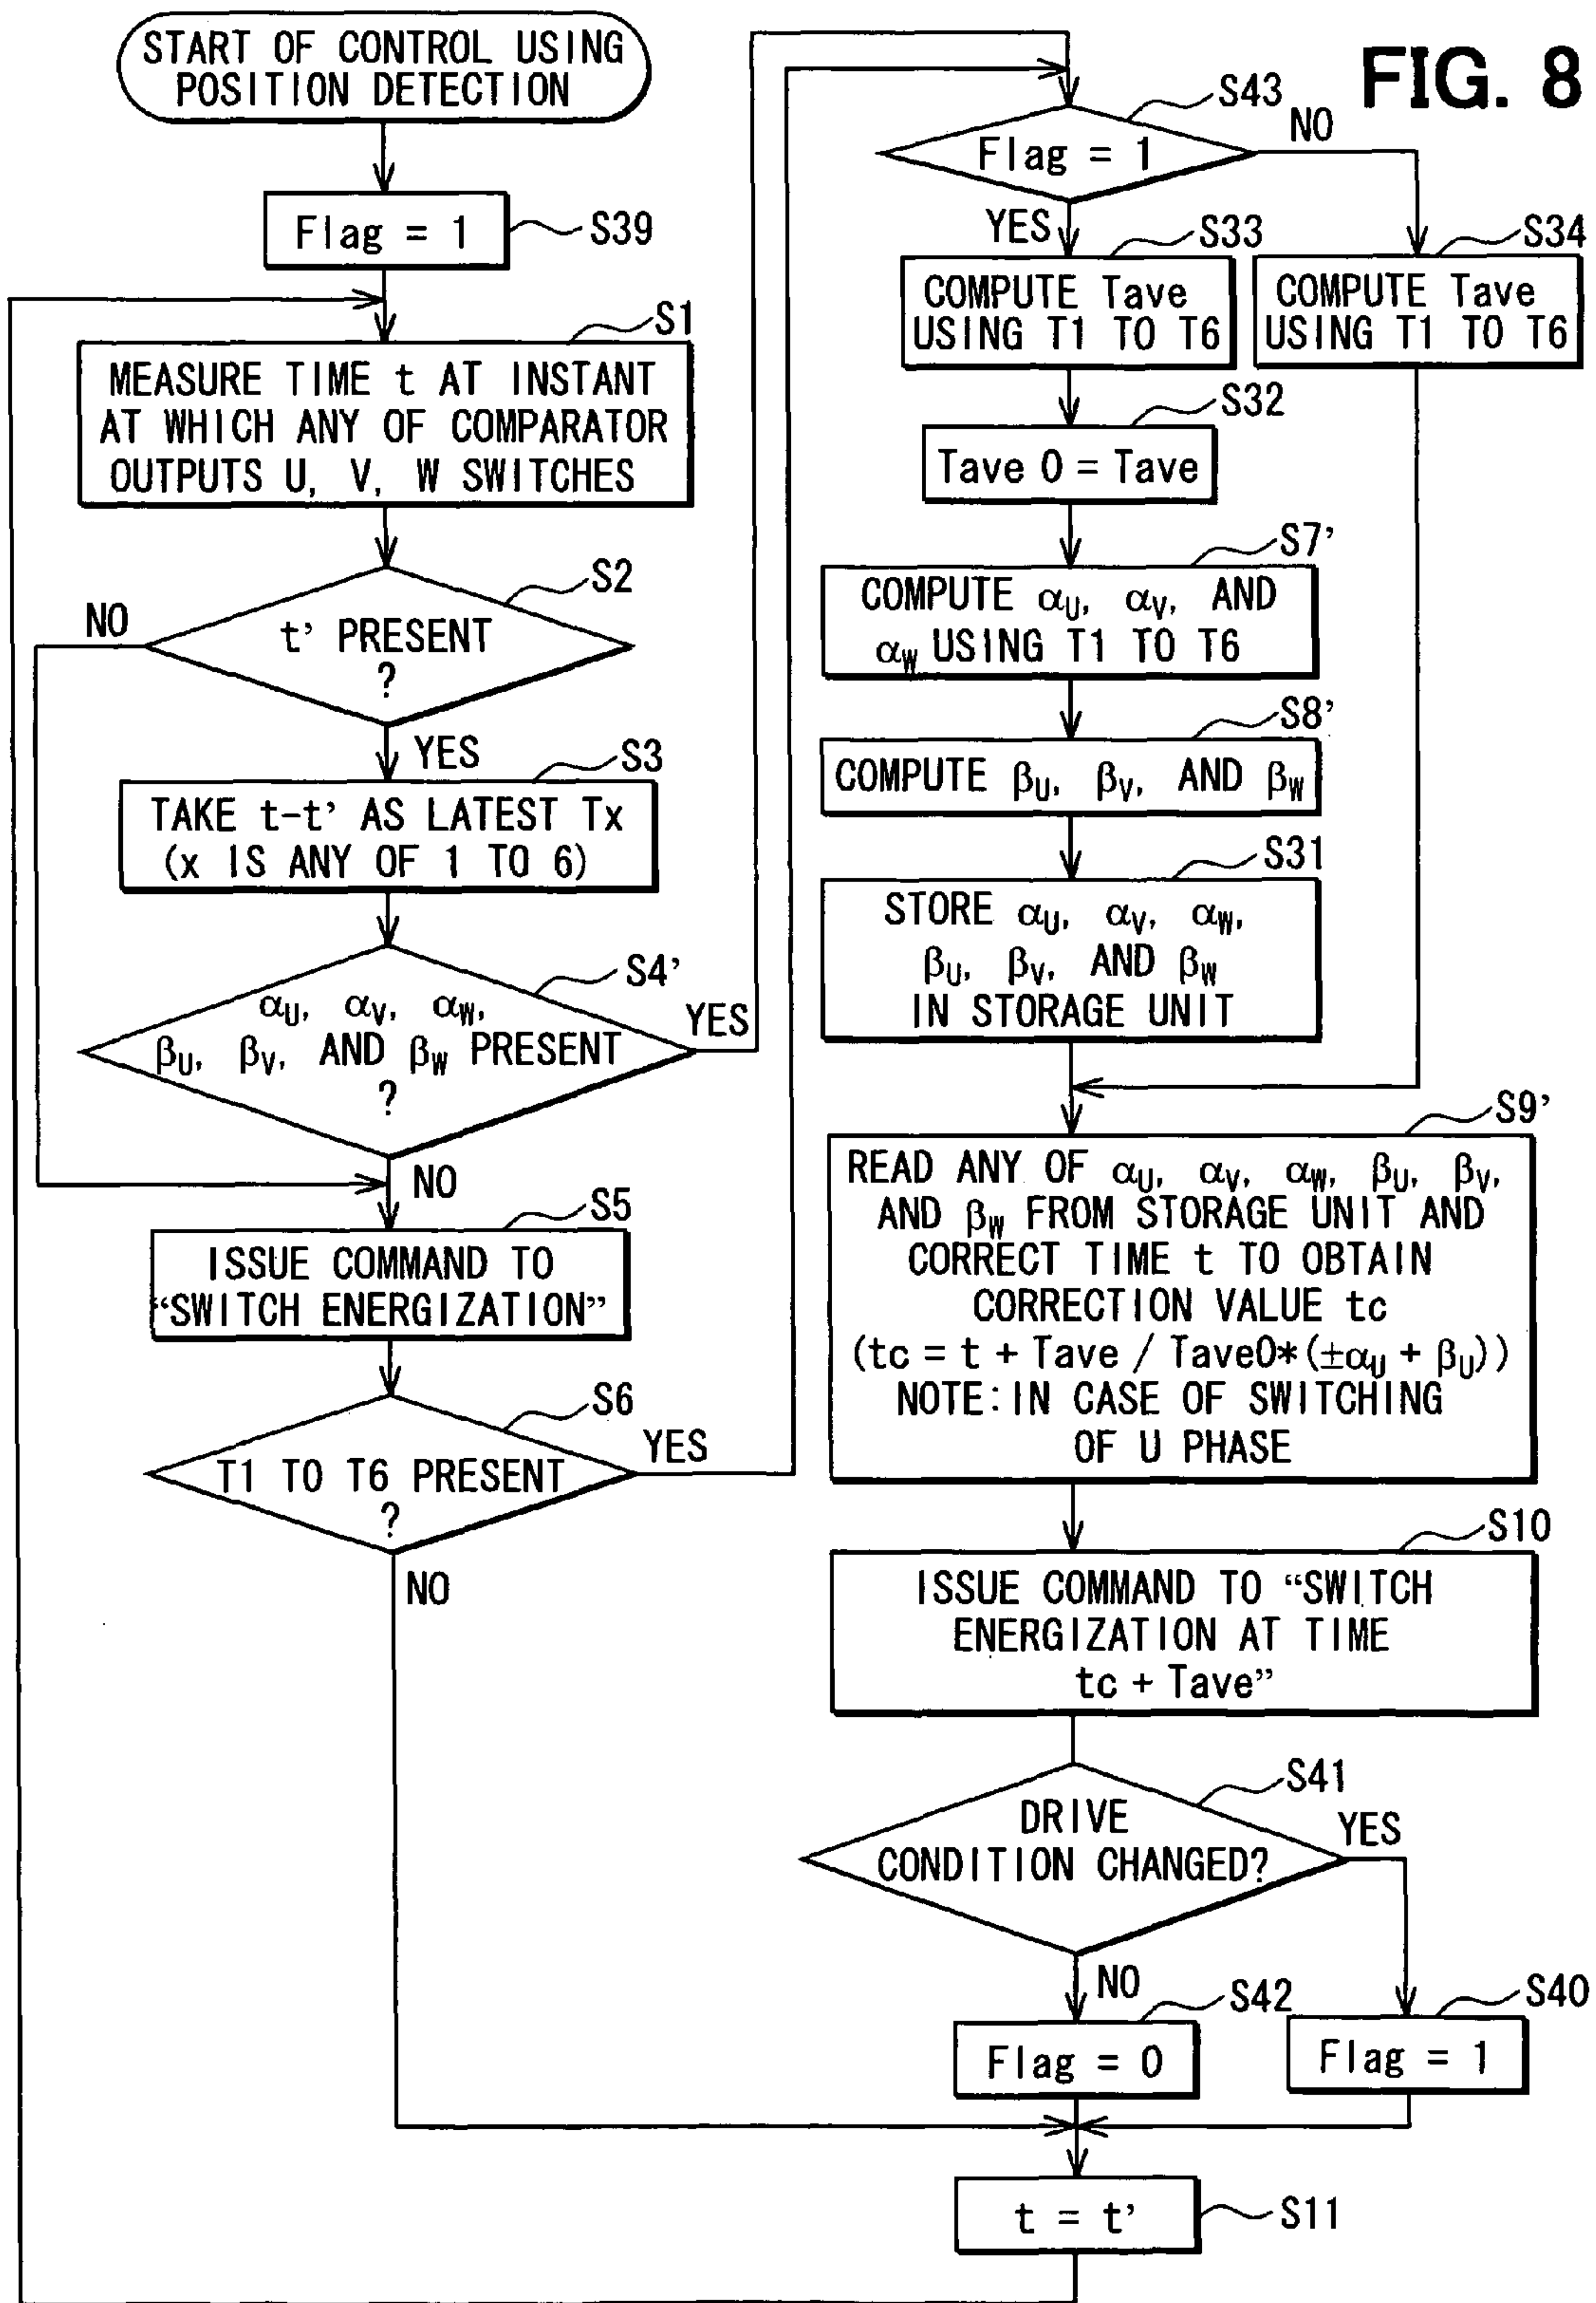 FIG. 8
START OF CONTROL USING
POSITION DETECTION
Flag = 1
S39
S1
MEASURE TIME t AT INSTANT
AT WHICH ANY OF COMPARATOR
OUTPUTS U, V, W SWITCHES
S2
NO
t' PRESENT
?
YES
S3
TAKE t-t' AS LATEST Tx
(x IS ANY OF 1 TO 6)
S4'
αU, αV, αW,
βU, βV, AND βW PRESENT
?
YES
NO
S5
ISSUE COMMAND TO
“SWITCH ENERGIZATION”
S6
T1 TO T6 PRESENT
?
YES
NO
S43
Flag = 1
NO
YES
S33
COMPUTE Tave
USING T1 TO T6
S34
COMPUTE Tave
USING T1 TO T6
S32
Tave 0 = Tave
S7'
COMPUTE αU, αV, AND
αW USING T1 TO T6
S8'
COMPUTE βU, βV, AND βW
S31
STORE αU, αV, αW,
βU, βV, AND βW
IN STORAGE UNIT
S9'
READ ANY OF αU, αV, αW, βU, βV,
AND βW FROM STORAGE UNIT AND
CORRECT TIME t TO OBTAIN
CORRECTION VALUE tc
(tc = t + Tave / Tave0*(±αU + βU))
NOTE: IN CASE OF SWITCHING
OF U PHASE
S10
ISSUE COMMAND TO “SWITCH
ENERGIZATION AT TIME
tc + Tave”
S41
DRIVE
CONDITION CHANGED?
YES
NO
S42
Flag = 0
S40
Flag = 1
t = t'
S11